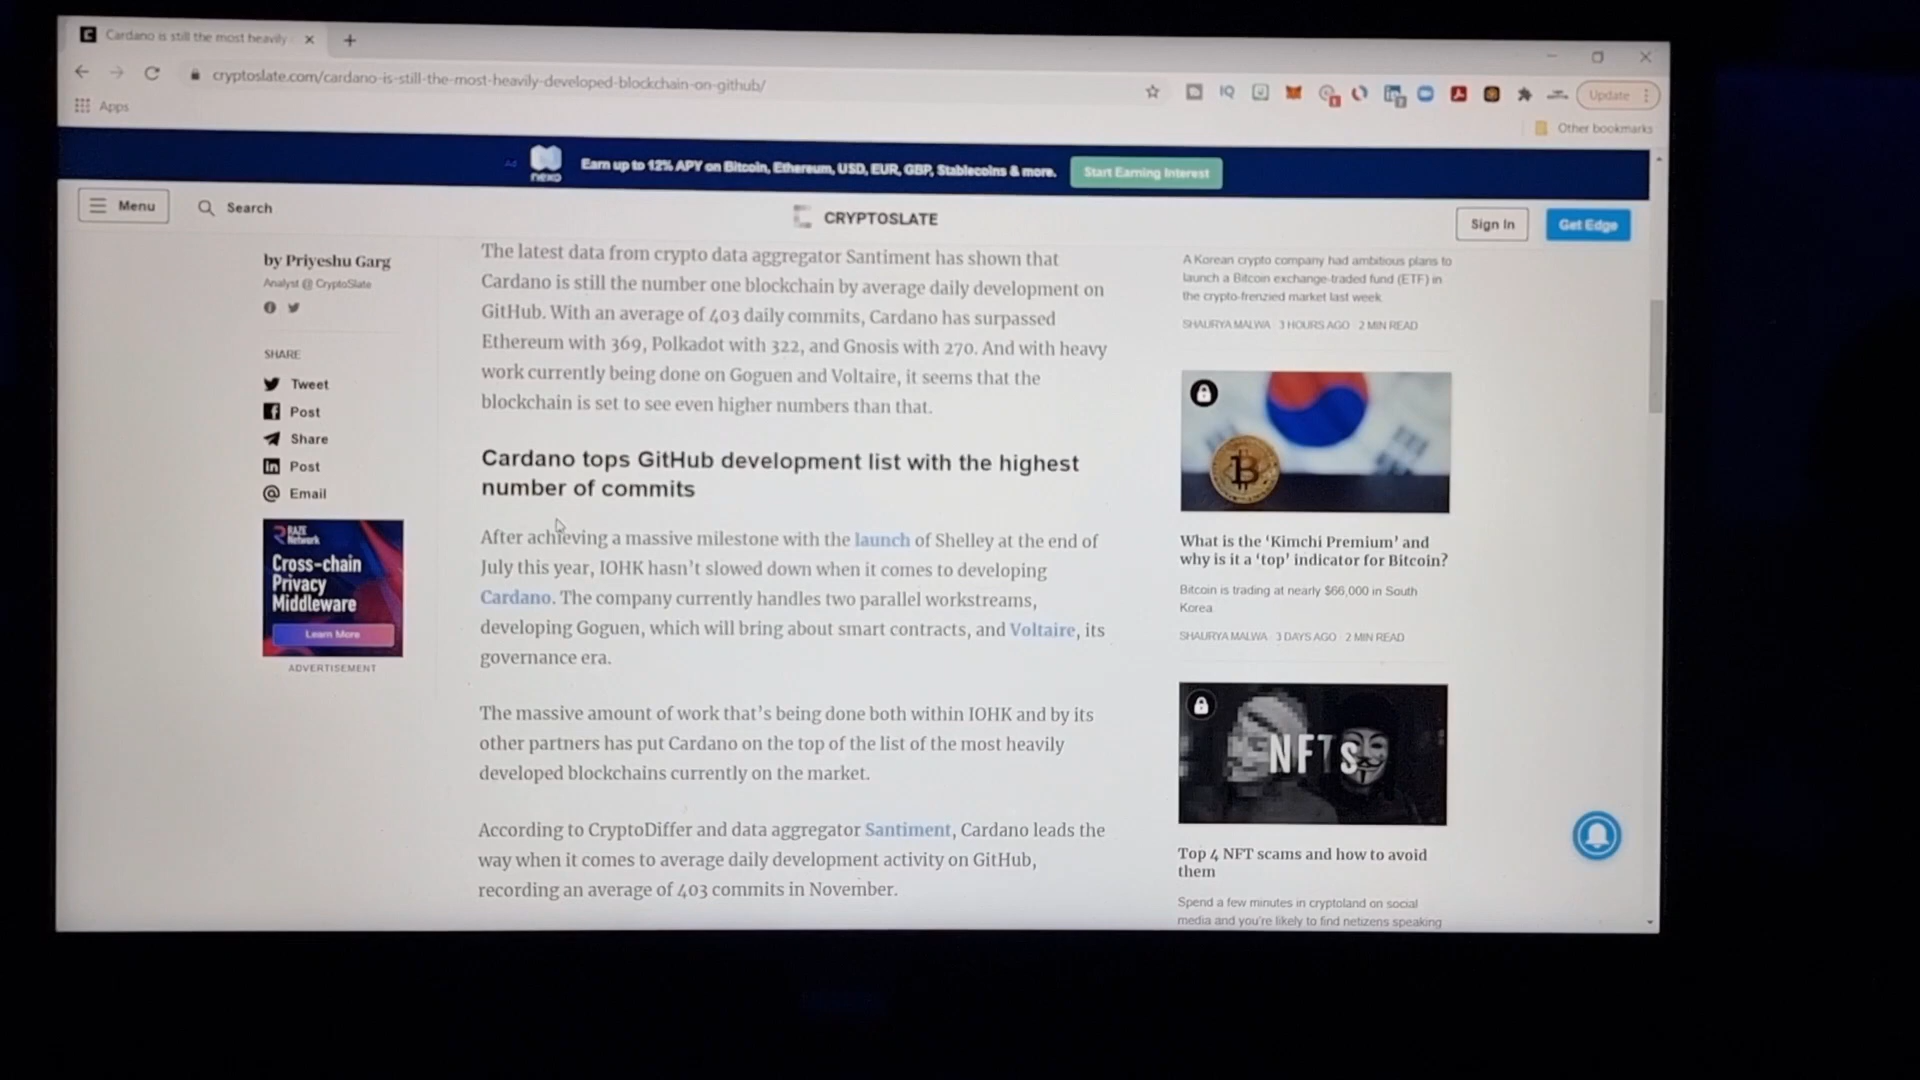 Cardano is still the most heavily
cryptoslate.com/cardano-is-still-the-most-heavily-developed-blockchain-on-github/
Update
Apps
Other bookmarks
nexo
Earn up to 12% APY on Bitcoin, Ethereum, USD, EUR, GBP, Stablecoins & more.
Start Earning Interest
Menu
Search
CRYPTOSLATE
Sign In
Get Edge
by Priyeshu Garg
Analyst @ CryptoSlate
SHARE
Tweet
Post
Share
Post
Email
RAZE
Network
Cross-chain
Privacy
Middleware
Learn More
ADVERTISEMENT
The latest data from crypto data aggregator Santiment has shown that
Cardano is still the number one blockchain by average daily development on
GitHub. With an average of 403 daily commits, Cardano has surpassed
Ethereum with 369, Polkadot with 322, and Gnosis with 270. And with heavy
work currently being done on Goguen and Voltaire, it seems that the
blockchain is set to see even higher numbers than that.
Cardano tops GitHub development list with the highest
number of commits
After achieving a massive milestone with the launch of Shelley at the end of
July this year, IOHK hasn't slowed down when it comes to developing
Cardano. The company currently handles two parallel workstreams,
developing Goguen, which will bring about smart contracts, and Voltaire, its
governance era.
The massive amount of work that's being done both within IOHK and by its
other partners has put Cardano on the top of the list of the most heavily
developed blockchains currently on the market.
According to CryptoDiffer and data aggregator Santiment, Cardano leads the
way when it comes to average daily development activity on GitHub,
recording an average of 403 commits in November.
A Korean crypto company had ambitious plans to
launch a Bitcoin exchange-traded fund (ETF) in
the crypto-frenzied market last week.
SHAURYA MALWA 3 HOURS AGO 2 MIN READ
What is the 'Kimchi Premium' and
why is it a 'top' indicator for Bitcoin?
Bitcoin is trading at nearly $66,000 in South
Korea
SHAURYA MALWA 3 DAYS AGO 2 MIN READ
NFTS
Top 4 NFT scams and how to avoid
them
Spend a few minutes in cryptoland on social
media and you're likely to find netizens speaking